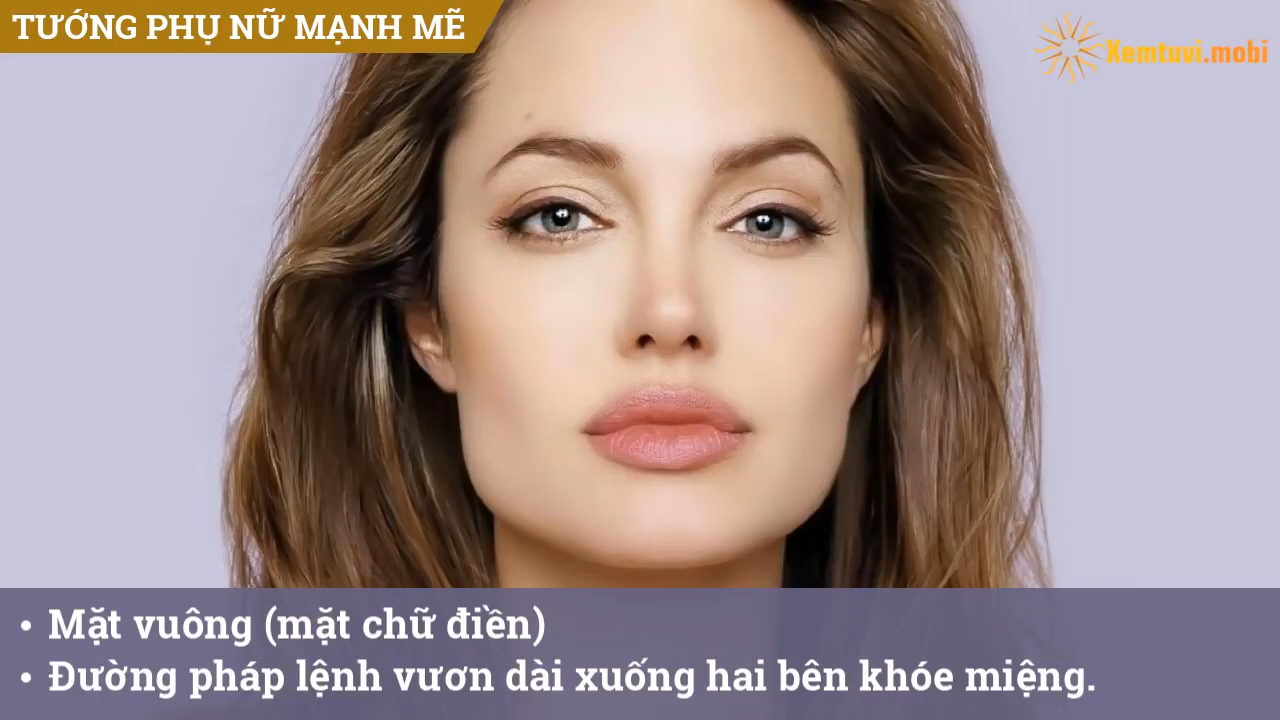 TƯỚNG PHỤ NỮ MẠNH MẼ
Xemtuvi.mobi
• Mặt vuông (mặt chữ điền)
• Đường pháp lệnh vươn dài xuống hai bên khóe miệng.